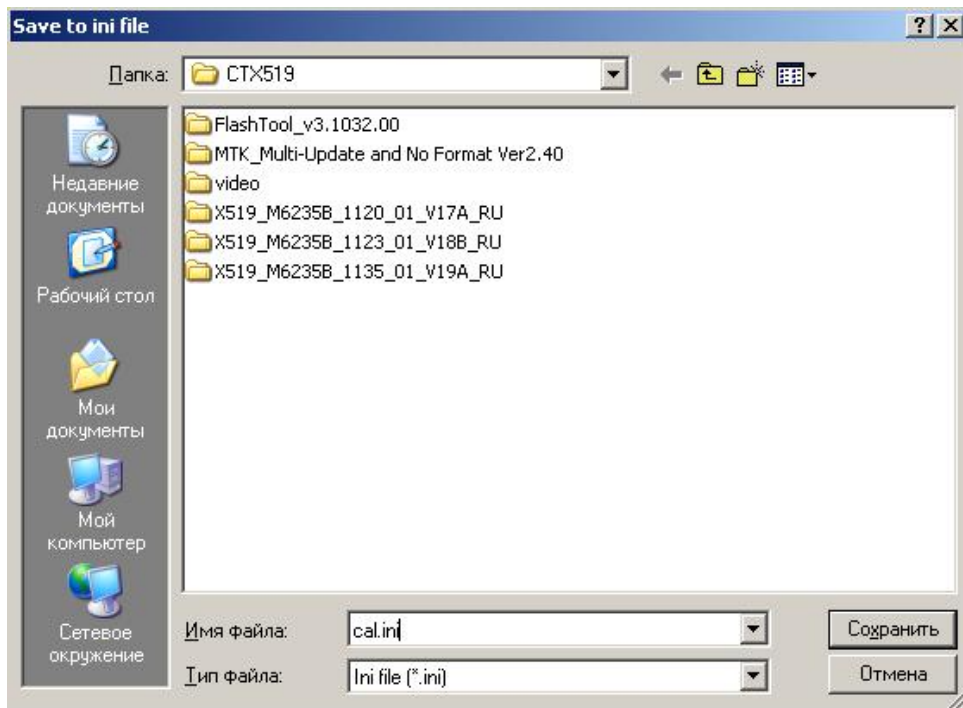 Save to ini file
Папка:
CTX519
Недавние
документы
Рабочий стол
Мои
документы
Мой
компьютер
Сетевое
окружение
FlashTool_v3.1032.00
MTK_Multi-Update and No Format Ver2.40
video
X519_M6235B_1120_01_V17A_RU
X519_M6235B_1123_01_V18B_RU
X519_M6235B_1135_01_V19A_RU
Имя файла:
cal.ini
Сохранить
Тип файла:
Ini file (*.ini)
Отмена